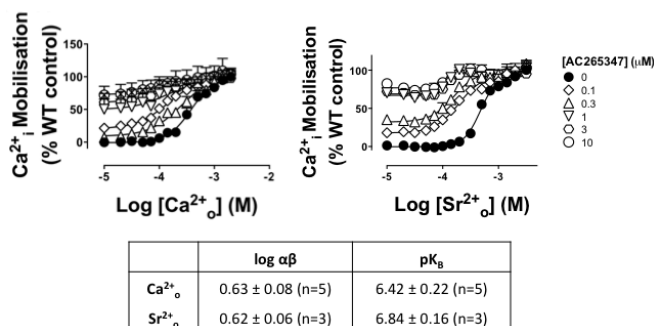 150
100
50
0
-5
-4
-3
-2
Ca²⁺ᵢ Mobilisation
(% WT control)
Log [Ca²⁺ₒ] (M)
100
50
0
-5
-4
-3
Ca²⁺ᵢ Mobilisation
(% WT control)
Log [Sr²⁺ₒ] (M)
[AC265347] (μM)
0
0.1
0.3
1
3
10
log αβ pK_B
Ca²⁺ₒ 0.63 ± 0.08 (n=5) 6.42 ± 0.22 (n=5)
Sr²⁺ₒ 0.62 ± 0.06 (n=3) 6.84 ± 0.16 (n=3)